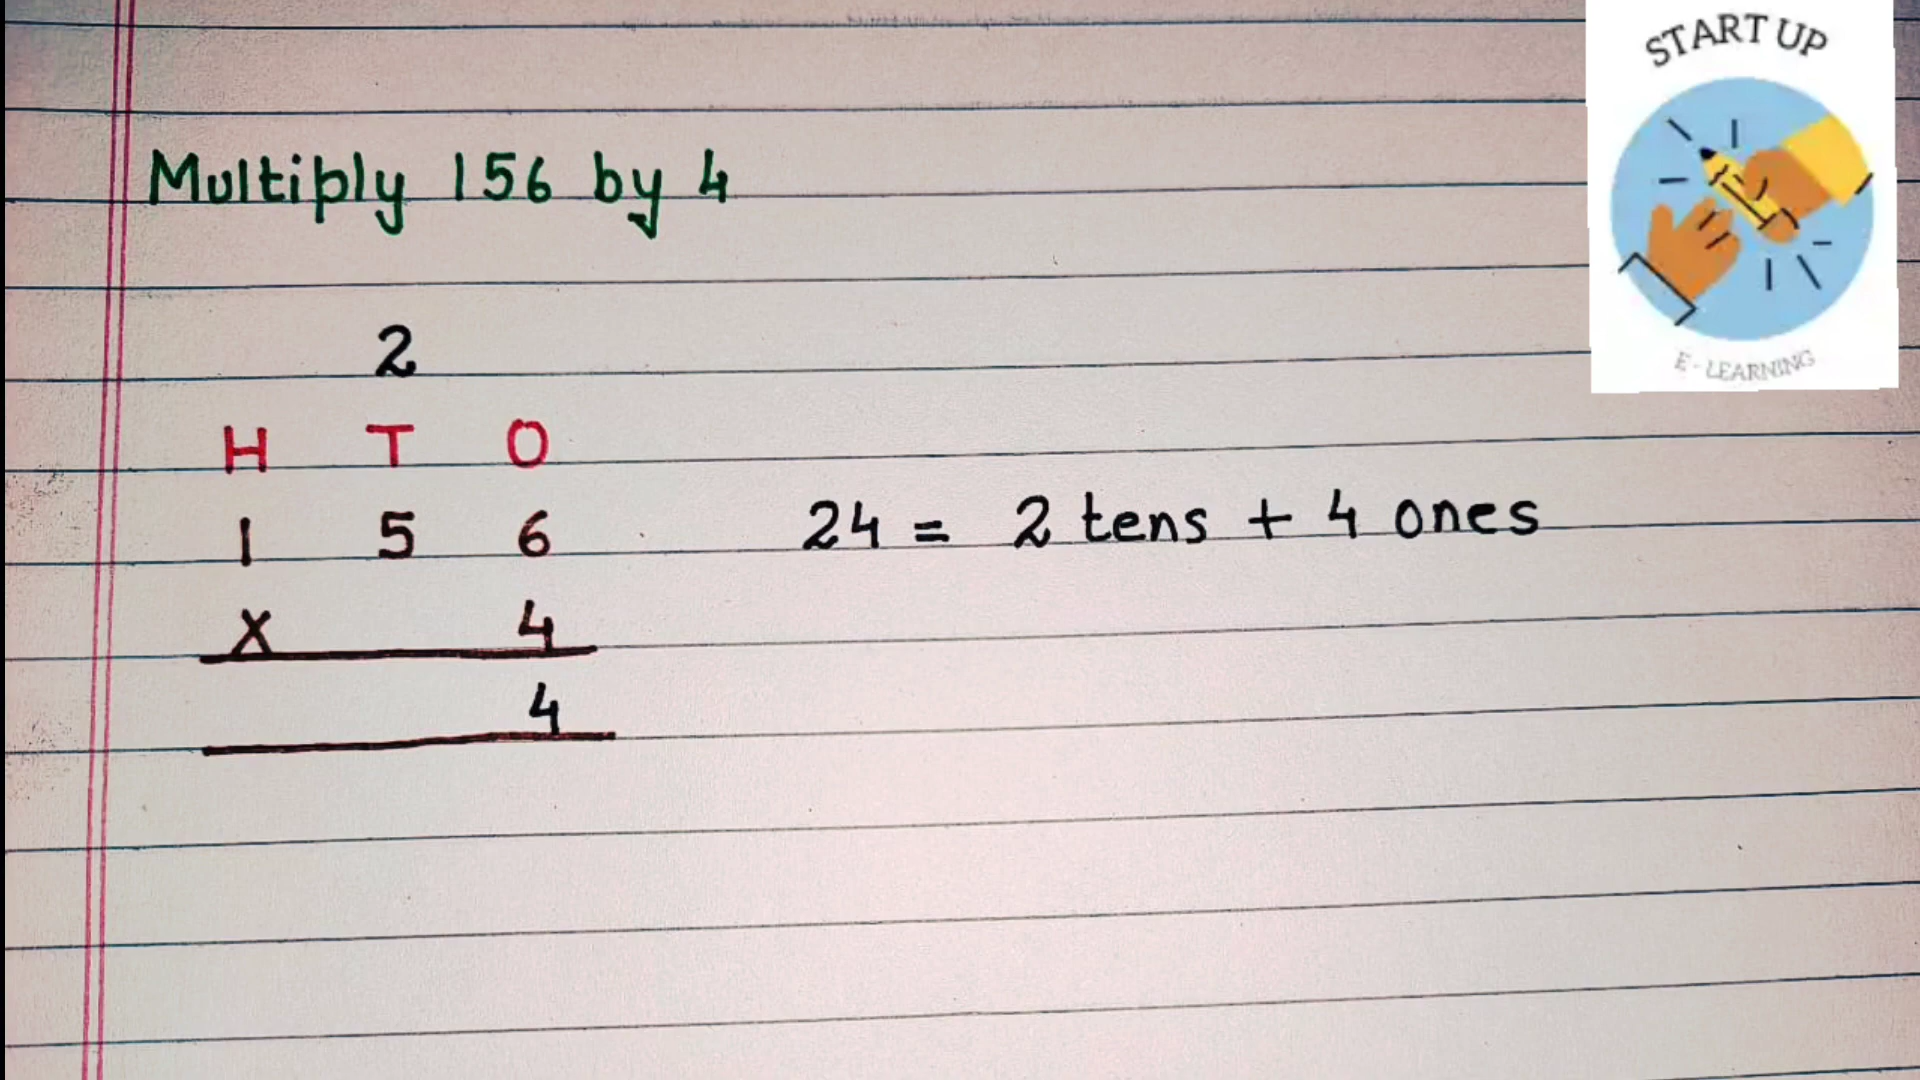 START UP
E-LEARNING
Multiply 156 by 4
2
H T O
1 5 6 24 = 2 tens + 4 ones
X 4
4